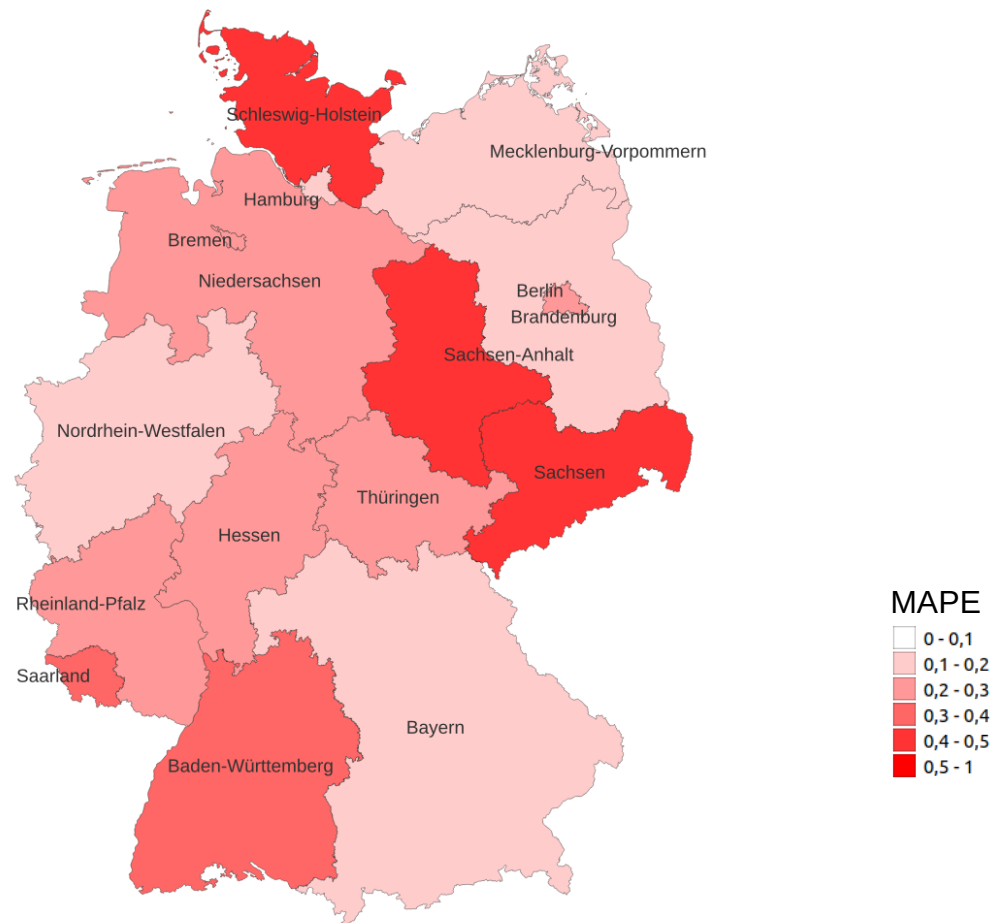 Schleswig-Holstein
Mecklenburg-Vorpommern
Hamburg
Bremen
Niedersachsen
Berlin
Brandenburg
Sachsen-Anhalt
Nordrhein-Westfalen
Sachsen
Thüringen
Hessen
Rheinland-Pfalz
Saarland
Bayern
Baden-Württemberg
MAPE
0 - 0,1
0,1 - 0,2
0,2 - 0,3
0,3 - 0,4
0,4 - 0,5
0,5 - 1